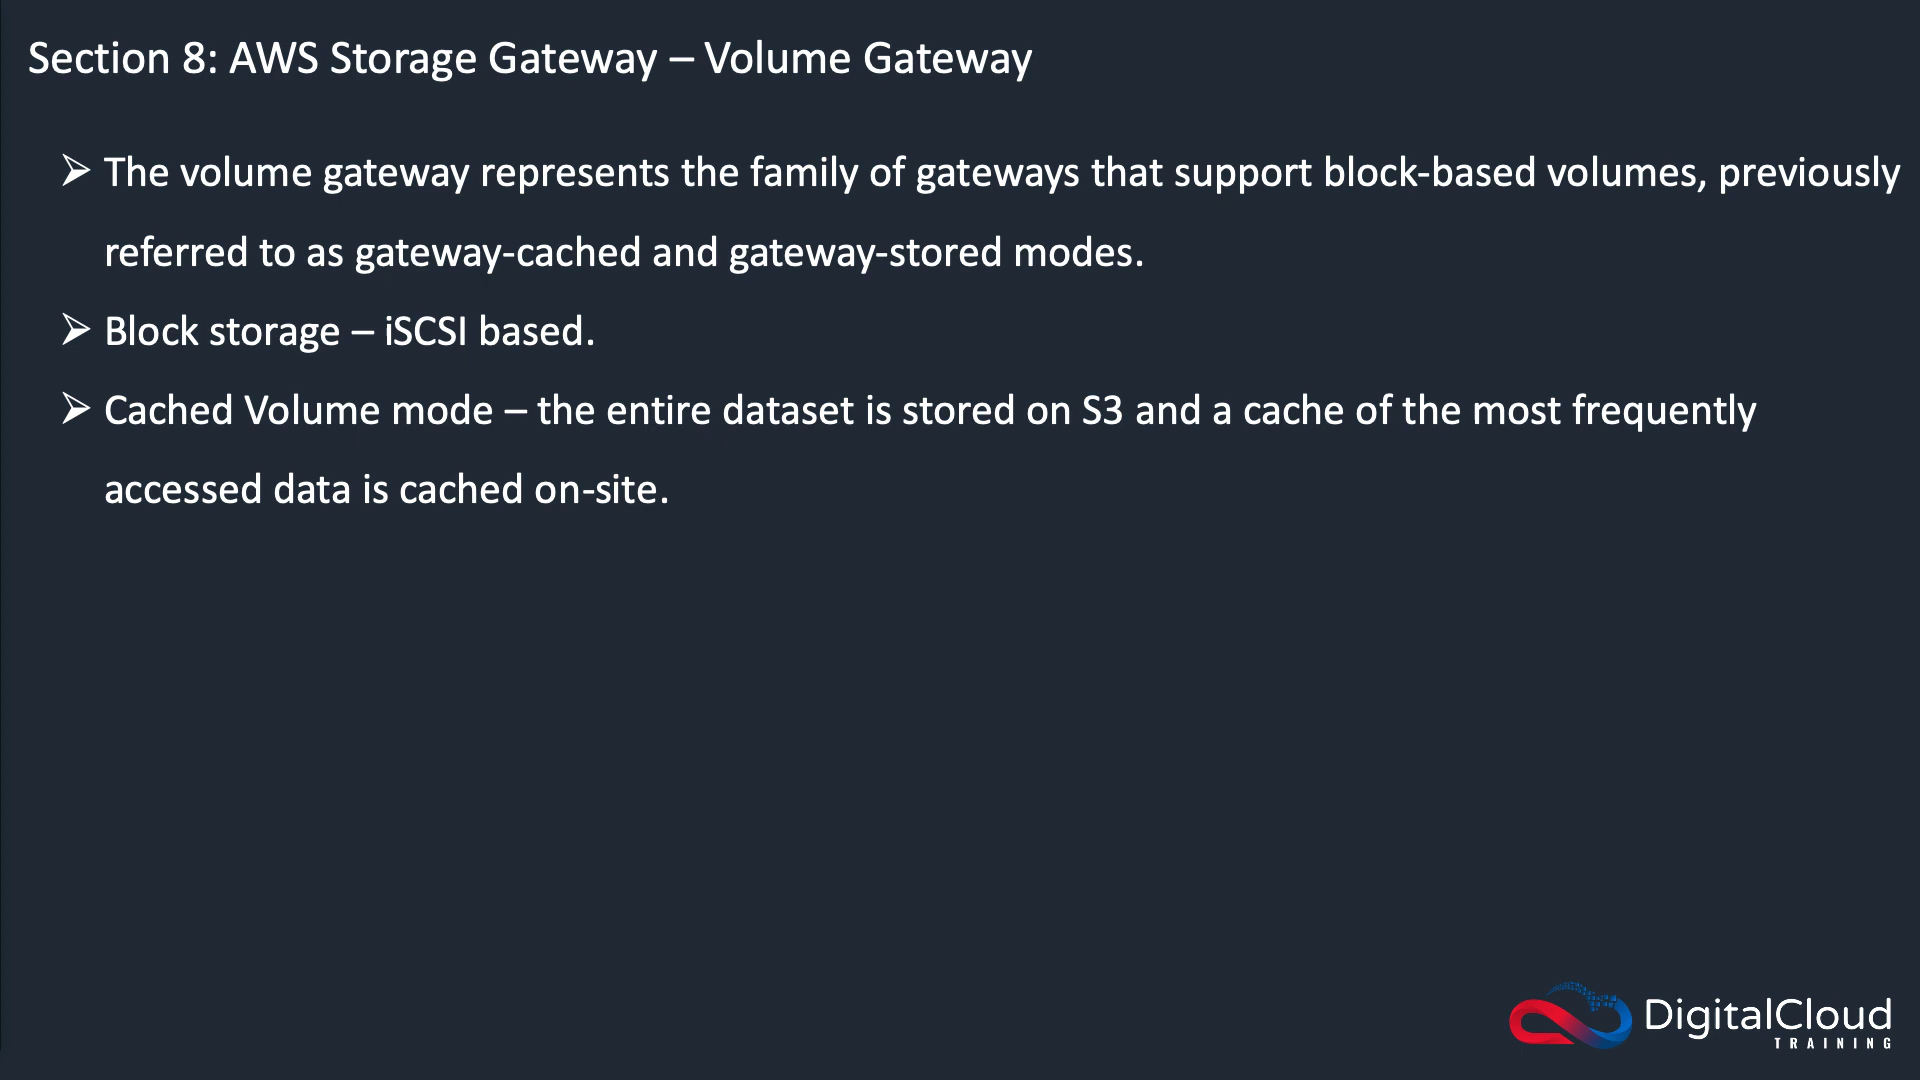 Section 8: AWS Storage Gateway – Volume Gateway
➢ The volume gateway represents the family of gateways that support block-based volumes, previously
referred to as gateway-cached and gateway-stored modes.
➢ Block storage – iSCSI based.
➢ Cached Volume mode – the entire dataset is stored on S3 and a cache of the most frequently
accessed data is cached on-site.
DigitalCloud
TRAINING